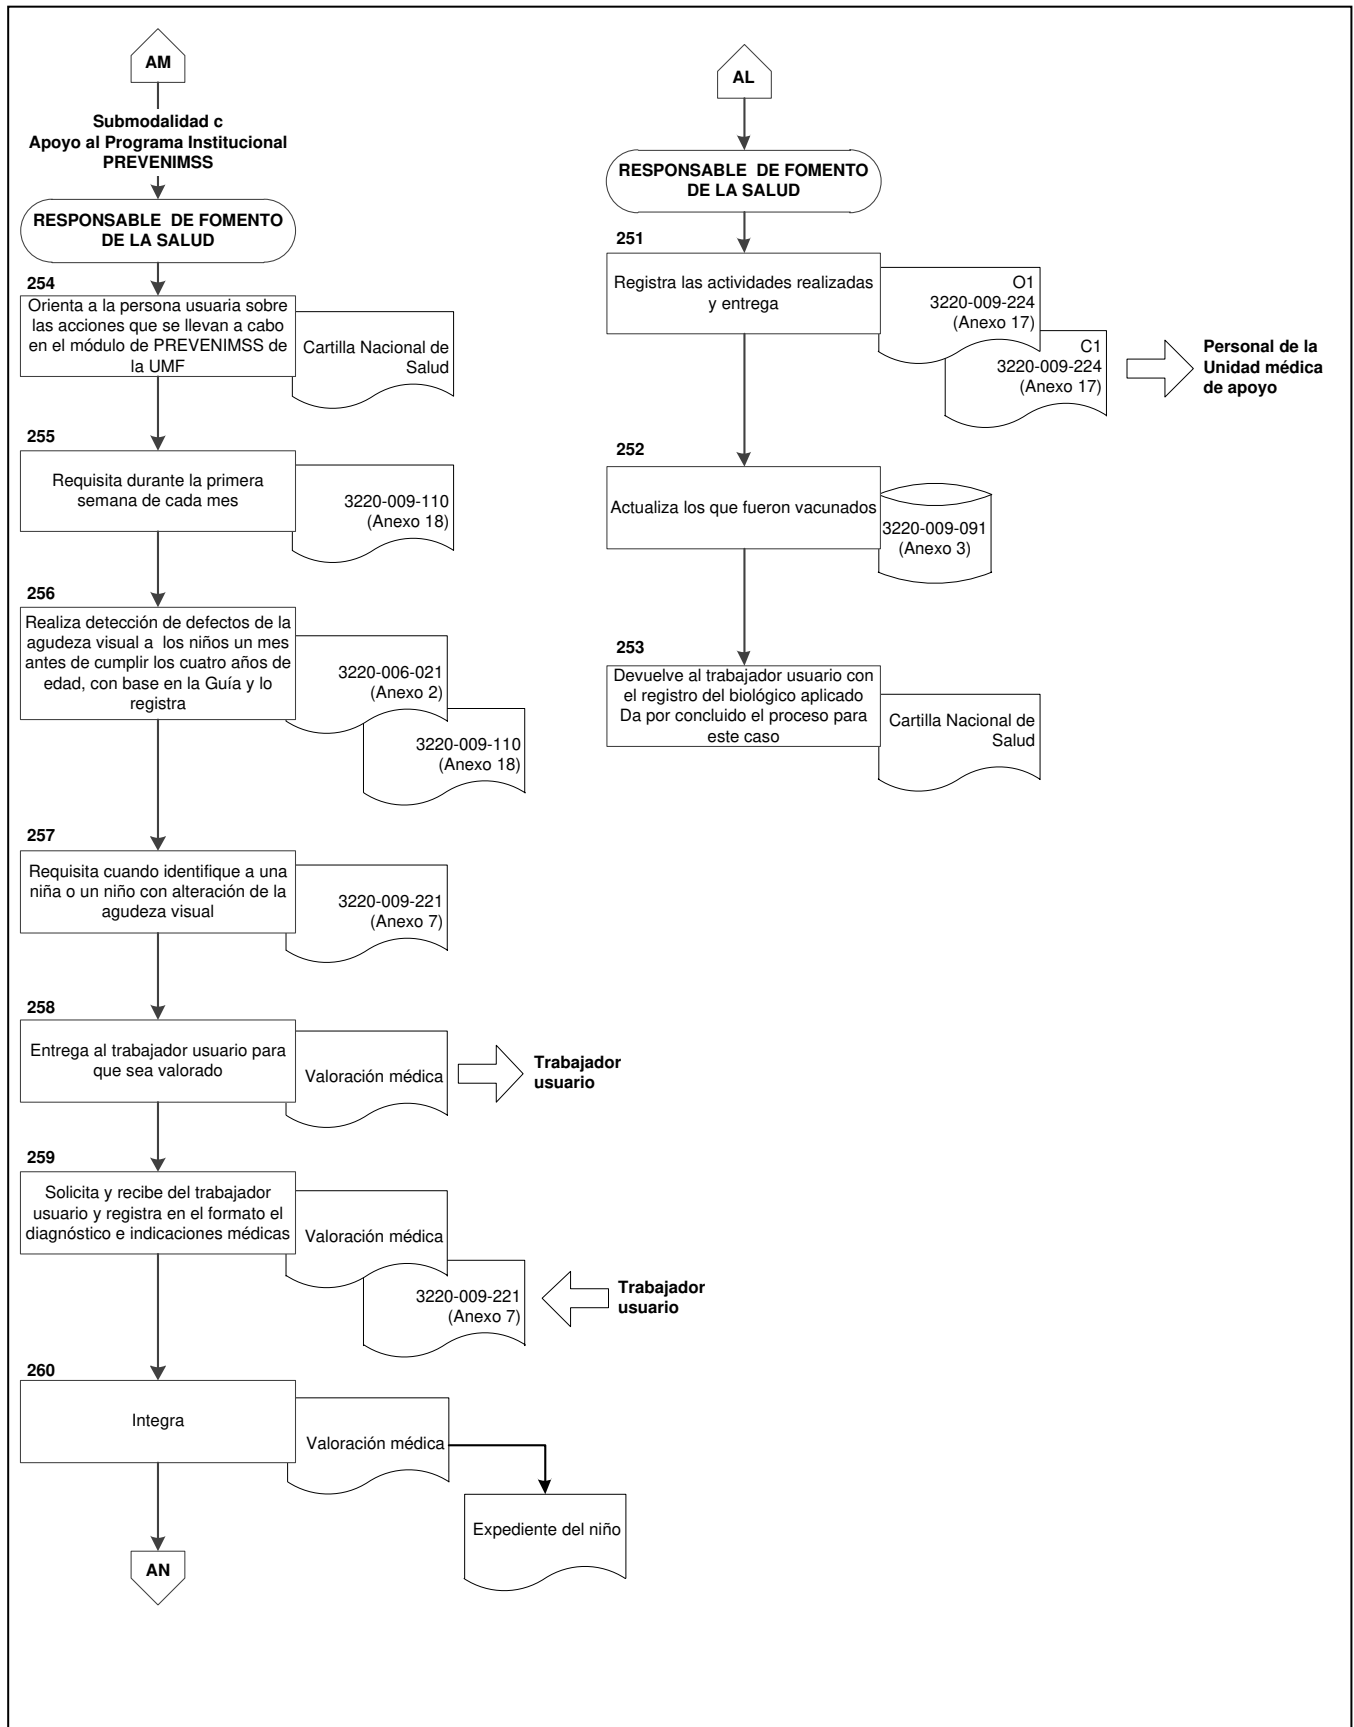 AM
Submodalidad c
Apoyo al Programa Institucional
PREVENIMSS
RESPONSABLE DE FOMENTO
DE LA SALUD
254
Orienta a la persona usuaria sobre
las acciones que se llevan a cabo
en el módulo de PREVENIMSS de
la UMF
Cartilla Nacional de
Salud
255
Requisita durante la primera
semana de cada mes
3220-009-110
(Anexo 18)
256
Realiza detección de defectos de la
agudeza visual a los niños un mes
antes de cumplir los cuatro años de
edad, con base en la Guía y lo
registra
3220-006-021
(Anexo 2)
3220-009-110
(Anexo 18)
257
Requisita cuando identifique a una
niña o un niño con alteración de la
agudeza visual
3220-009-221
(Anexo 7)
258
Entrega al trabajador usuario para
que sea valorado
Valoración médica
Trabajador
usuario
259
Solicita y recibe del trabajador
usuario y registra en el formato el
diagnóstico e indicaciones médicas
Valoración médica
3220-009-221
(Anexo 7)
Trabajador
usuario
260
Integra
Valoración médica
Expediente del niño
AN
AL
RESPONSABLE DE FOMENTO
DE LA SALUD
251
Registra las actividades realizadas
y entrega
O1
3220-009-224
(Anexo 17)
C1
3220-009-224
(Anexo 17)
Personal de la
Unidad médica
de apoyo
252
Actualiza los que fueron vacunados
3220-009-091
(Anexo 3)
253
Devuelve al trabajador usuario con
el registro del biológico aplicado
Da por concluido el proceso para
este caso
Cartilla Nacional de
Salud